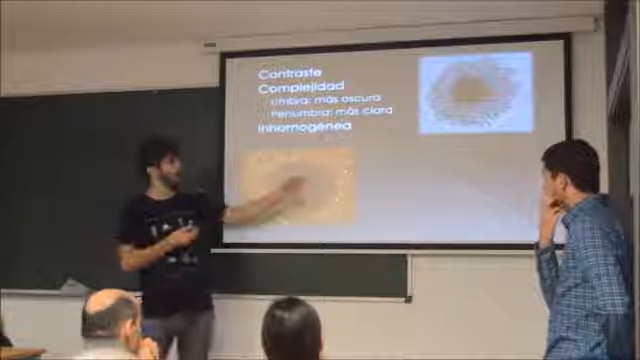 Contraste
Complejidad
Umbra: más oscura
Penumbra: más clara
Inhomogénea